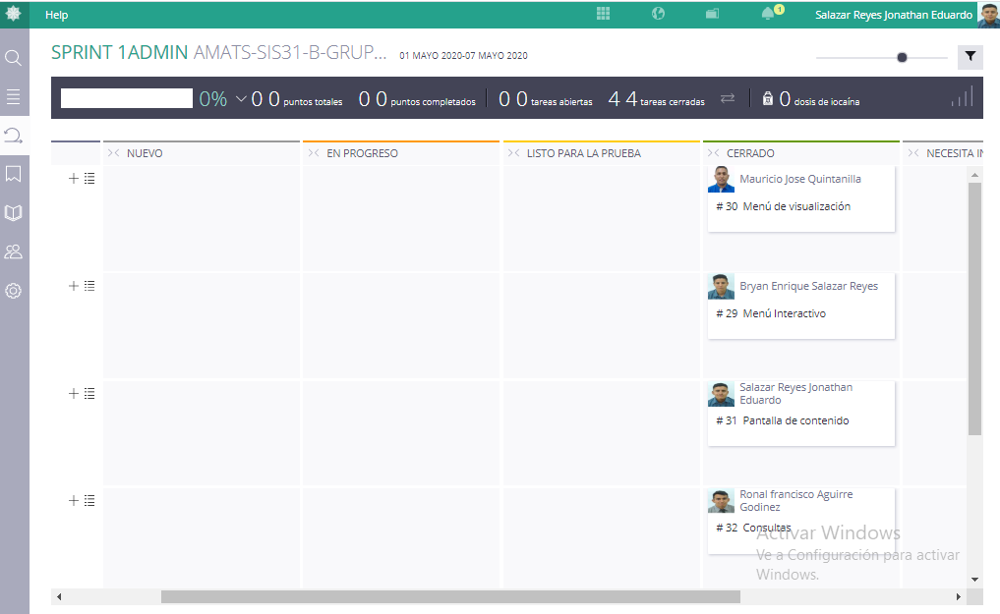 Help
1
Salazar Reyes Jonathan Eduardo
SPRINT 1ADMIN AMATS-SIS31-B-GRUP... 01 MAYO 2020-07 MAYO 2020
0% 0 0 puntos totales 0 0 puntos completados 0 0 tareas abiertas 4 4 tareas cerradas 0 dosis de iocaína
NUEVO EN PROGRESO LISTO PARA LA PRUEBA CERRADO NECESITA IN
Mauricio Jose Quintanilla
# 30 Menú de visualización
Bryan Enrique Salazar Reyes
# 29 Menú Interactivo
Salazar Reyes Jonathan
Eduardo
# 31 Pantalla de contenido
Ronal francisco Aguirre
Godinez
# 32 Consultas
Activar Windows
Ve a Configuración para activar
Windows.